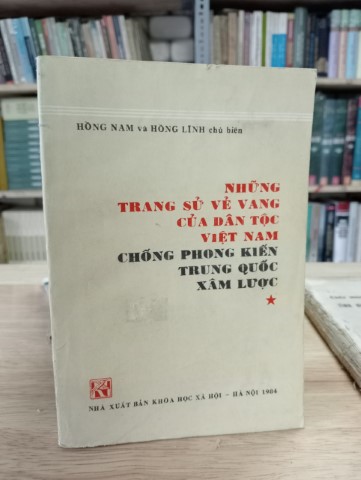 HỒNG NAM và HỒNG LĨNH chủ biên
NHỮNG
TRANG SỬ VẺ VANG
CỦA DÂN TỘC
VIỆT NAM
CHỐNG PHONG KIẾN
TRUNG QUỐC
XÂM LƯỢC
NHÀ XUẤT BẢN KHOA HỌC XÃ HỘI - HÀ NỘI 1984